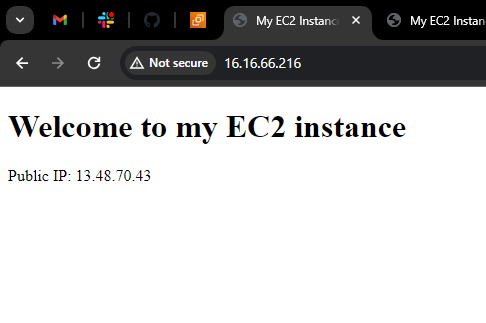 My EC2 Instanc
My EC2 Instan
Not secure
16.16.66.216
Welcome to my EC2 instance
Public IP: 13.48.70.43